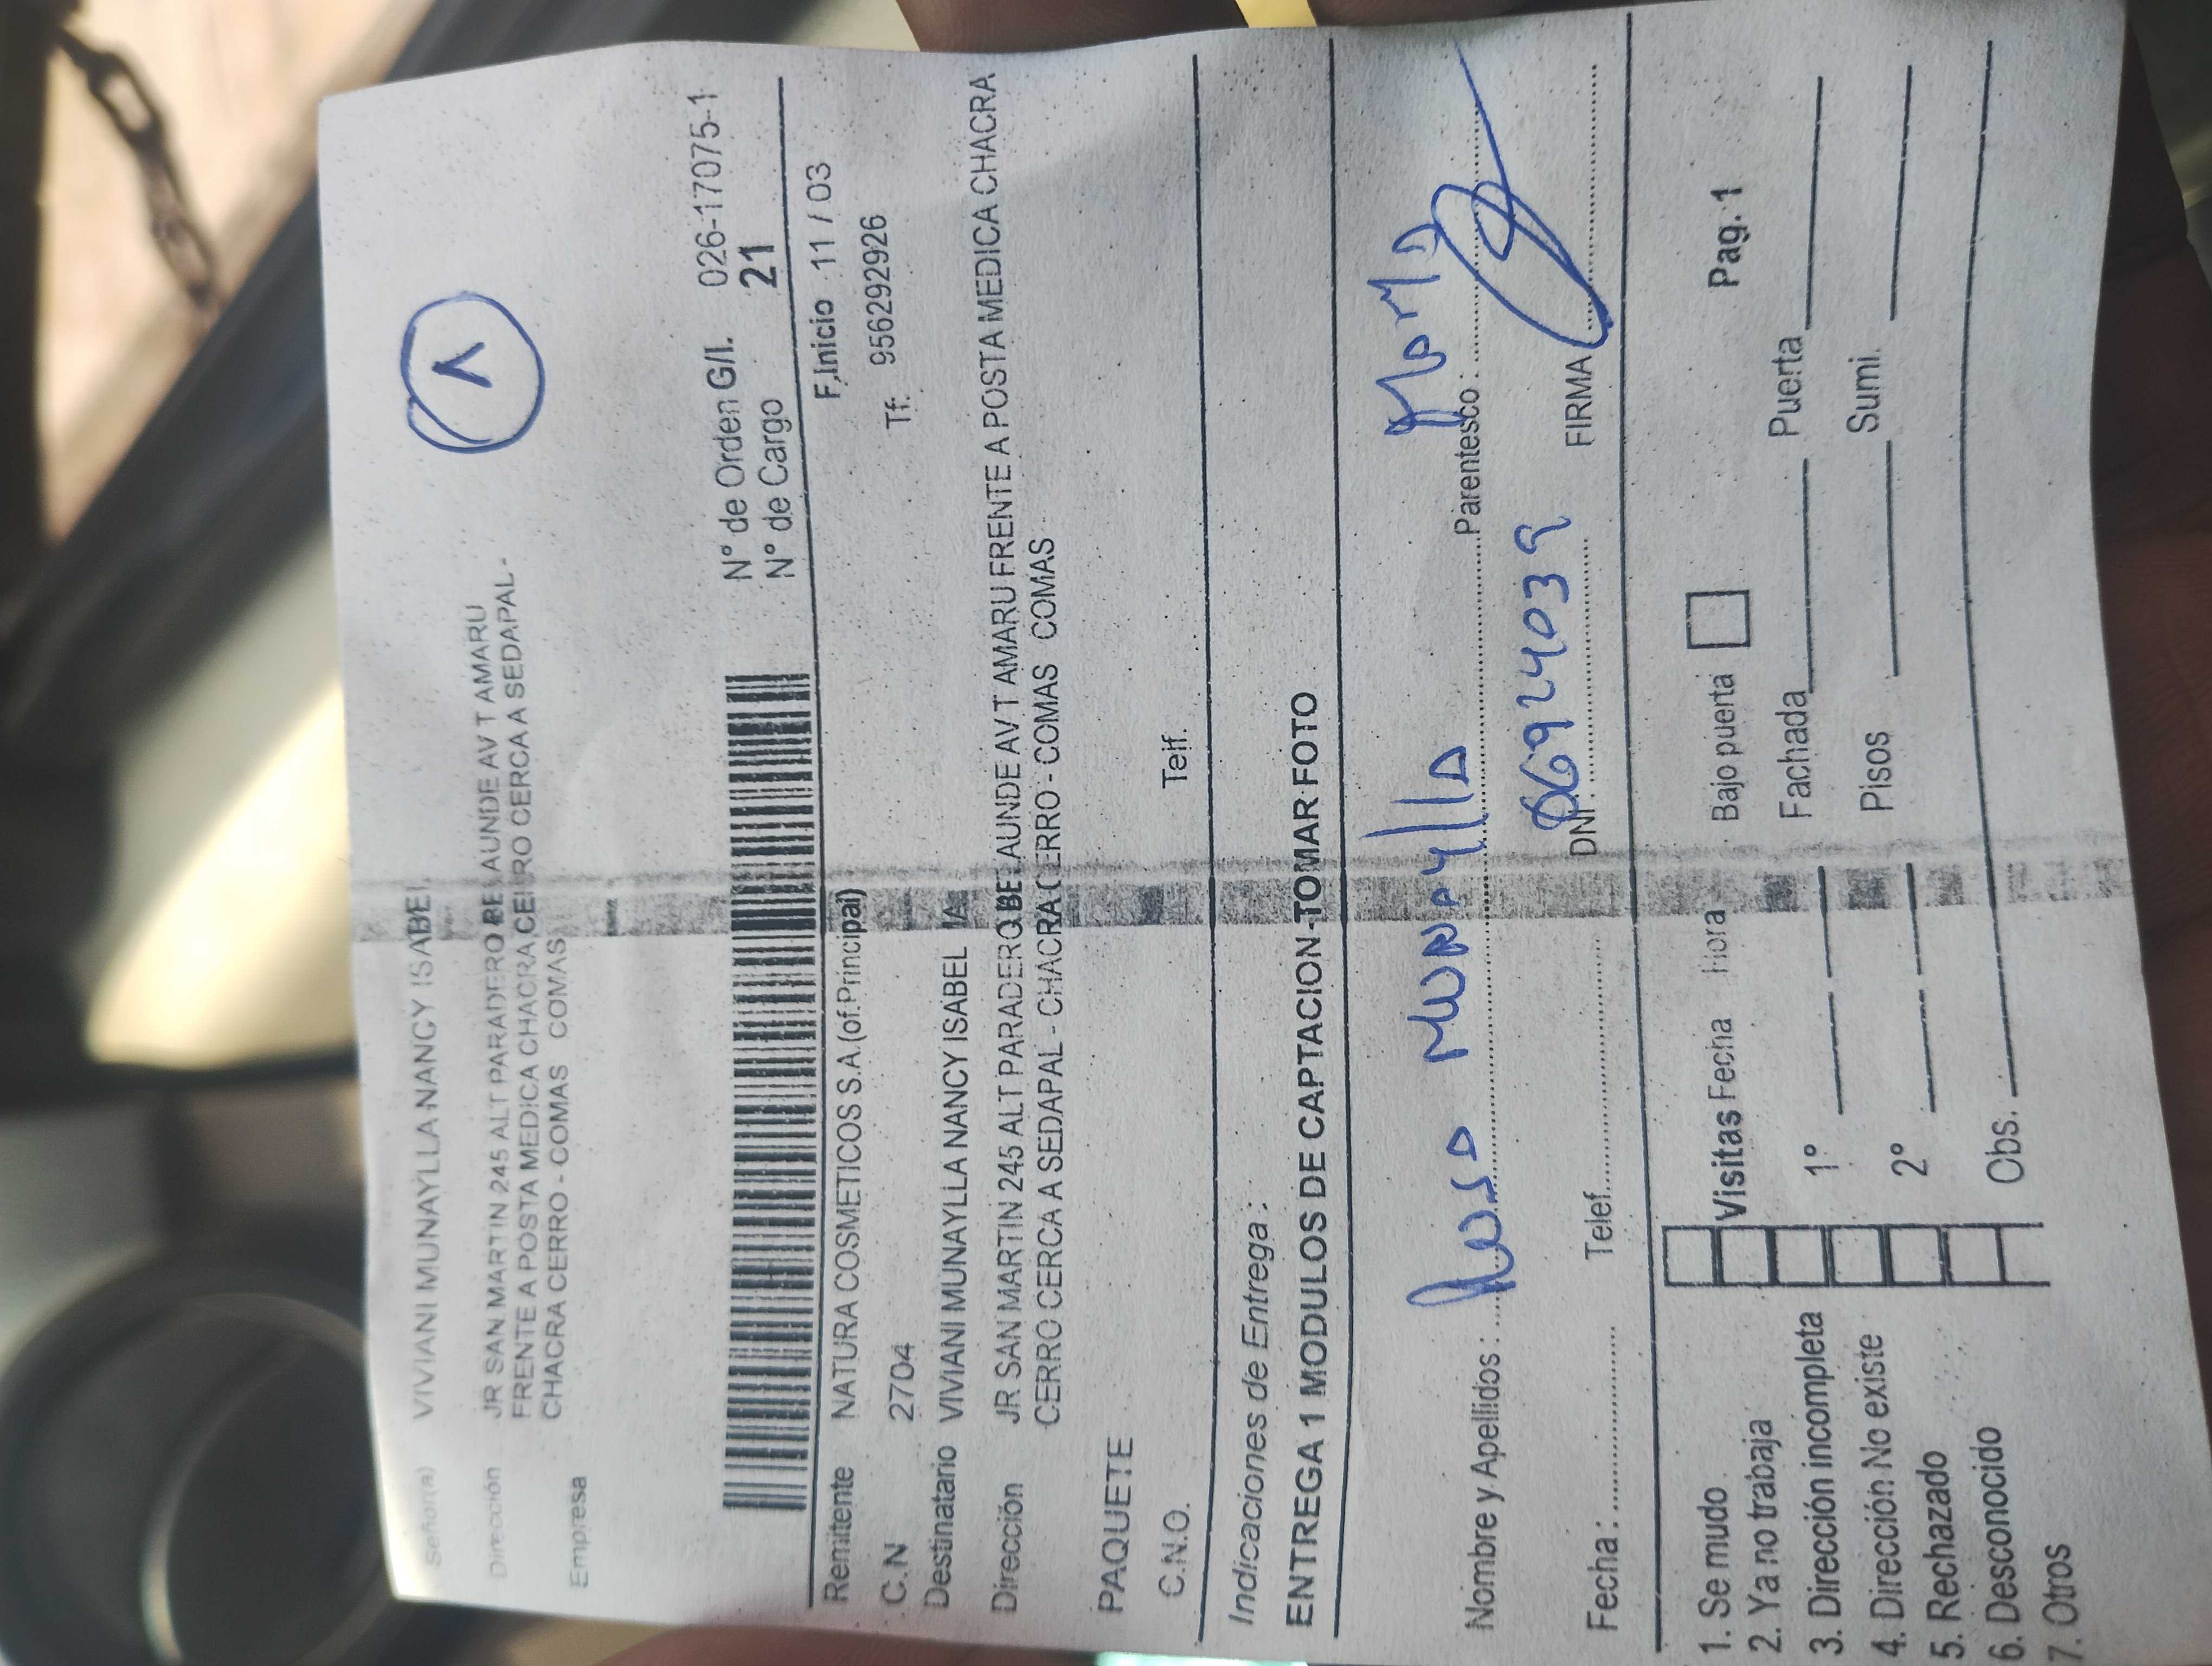 Señor(a) VIVIANI MUNAYLLA NANCY ISABEL
Dirección JR SAN MARTIN 245 ALT PARADERO BELAUNDE AV T AMARU
FRENTE A POSTA MEDICA CHACRA CERRO CERCA A SEDAPAL -
CHACRA CERRO - COMAS COMAS
Empresa
1
N° de Orden G/I. 026-17075-1
N° de Cargo 21
Remitente NATURA COSMETICOS S.A.(of.Principal) F,Inicio 11 / 03
C.N 2704 Tf. 956292926
Destinatario VIVIANI MUNAYLLA NANCY ISABEL
Dirección JR SAN MARTIN 245 ALT PARADERO BELAUNDE AV T AMARU FRENTE A POSTA MEDICA CHACRA
CERRO CERCA A SEDAPAL - CHACRA CERRO - COMAS COMAS
PAQUETE
C.N.O. Telf.
Indicaciones de Entrega :
ENTREGA 1 MODULOS DE CAPTACION-TOMAR FOTO
Nombre y Apellidos : Rosa Munaylla Parentesco : Mamá
Fecha : Telef. DNI : 06924039 FIRMA
1. Se mudo
2. Ya no trabaja
3. Dirección incompleta
4. Dirección No existe
5. Rechazado
6. Desconocido
7. Otros
Visitas Fecha Hora Bajo puerta Pag. 1
1° Fachada Puerta
2° Pisos Sumi.
Obs.